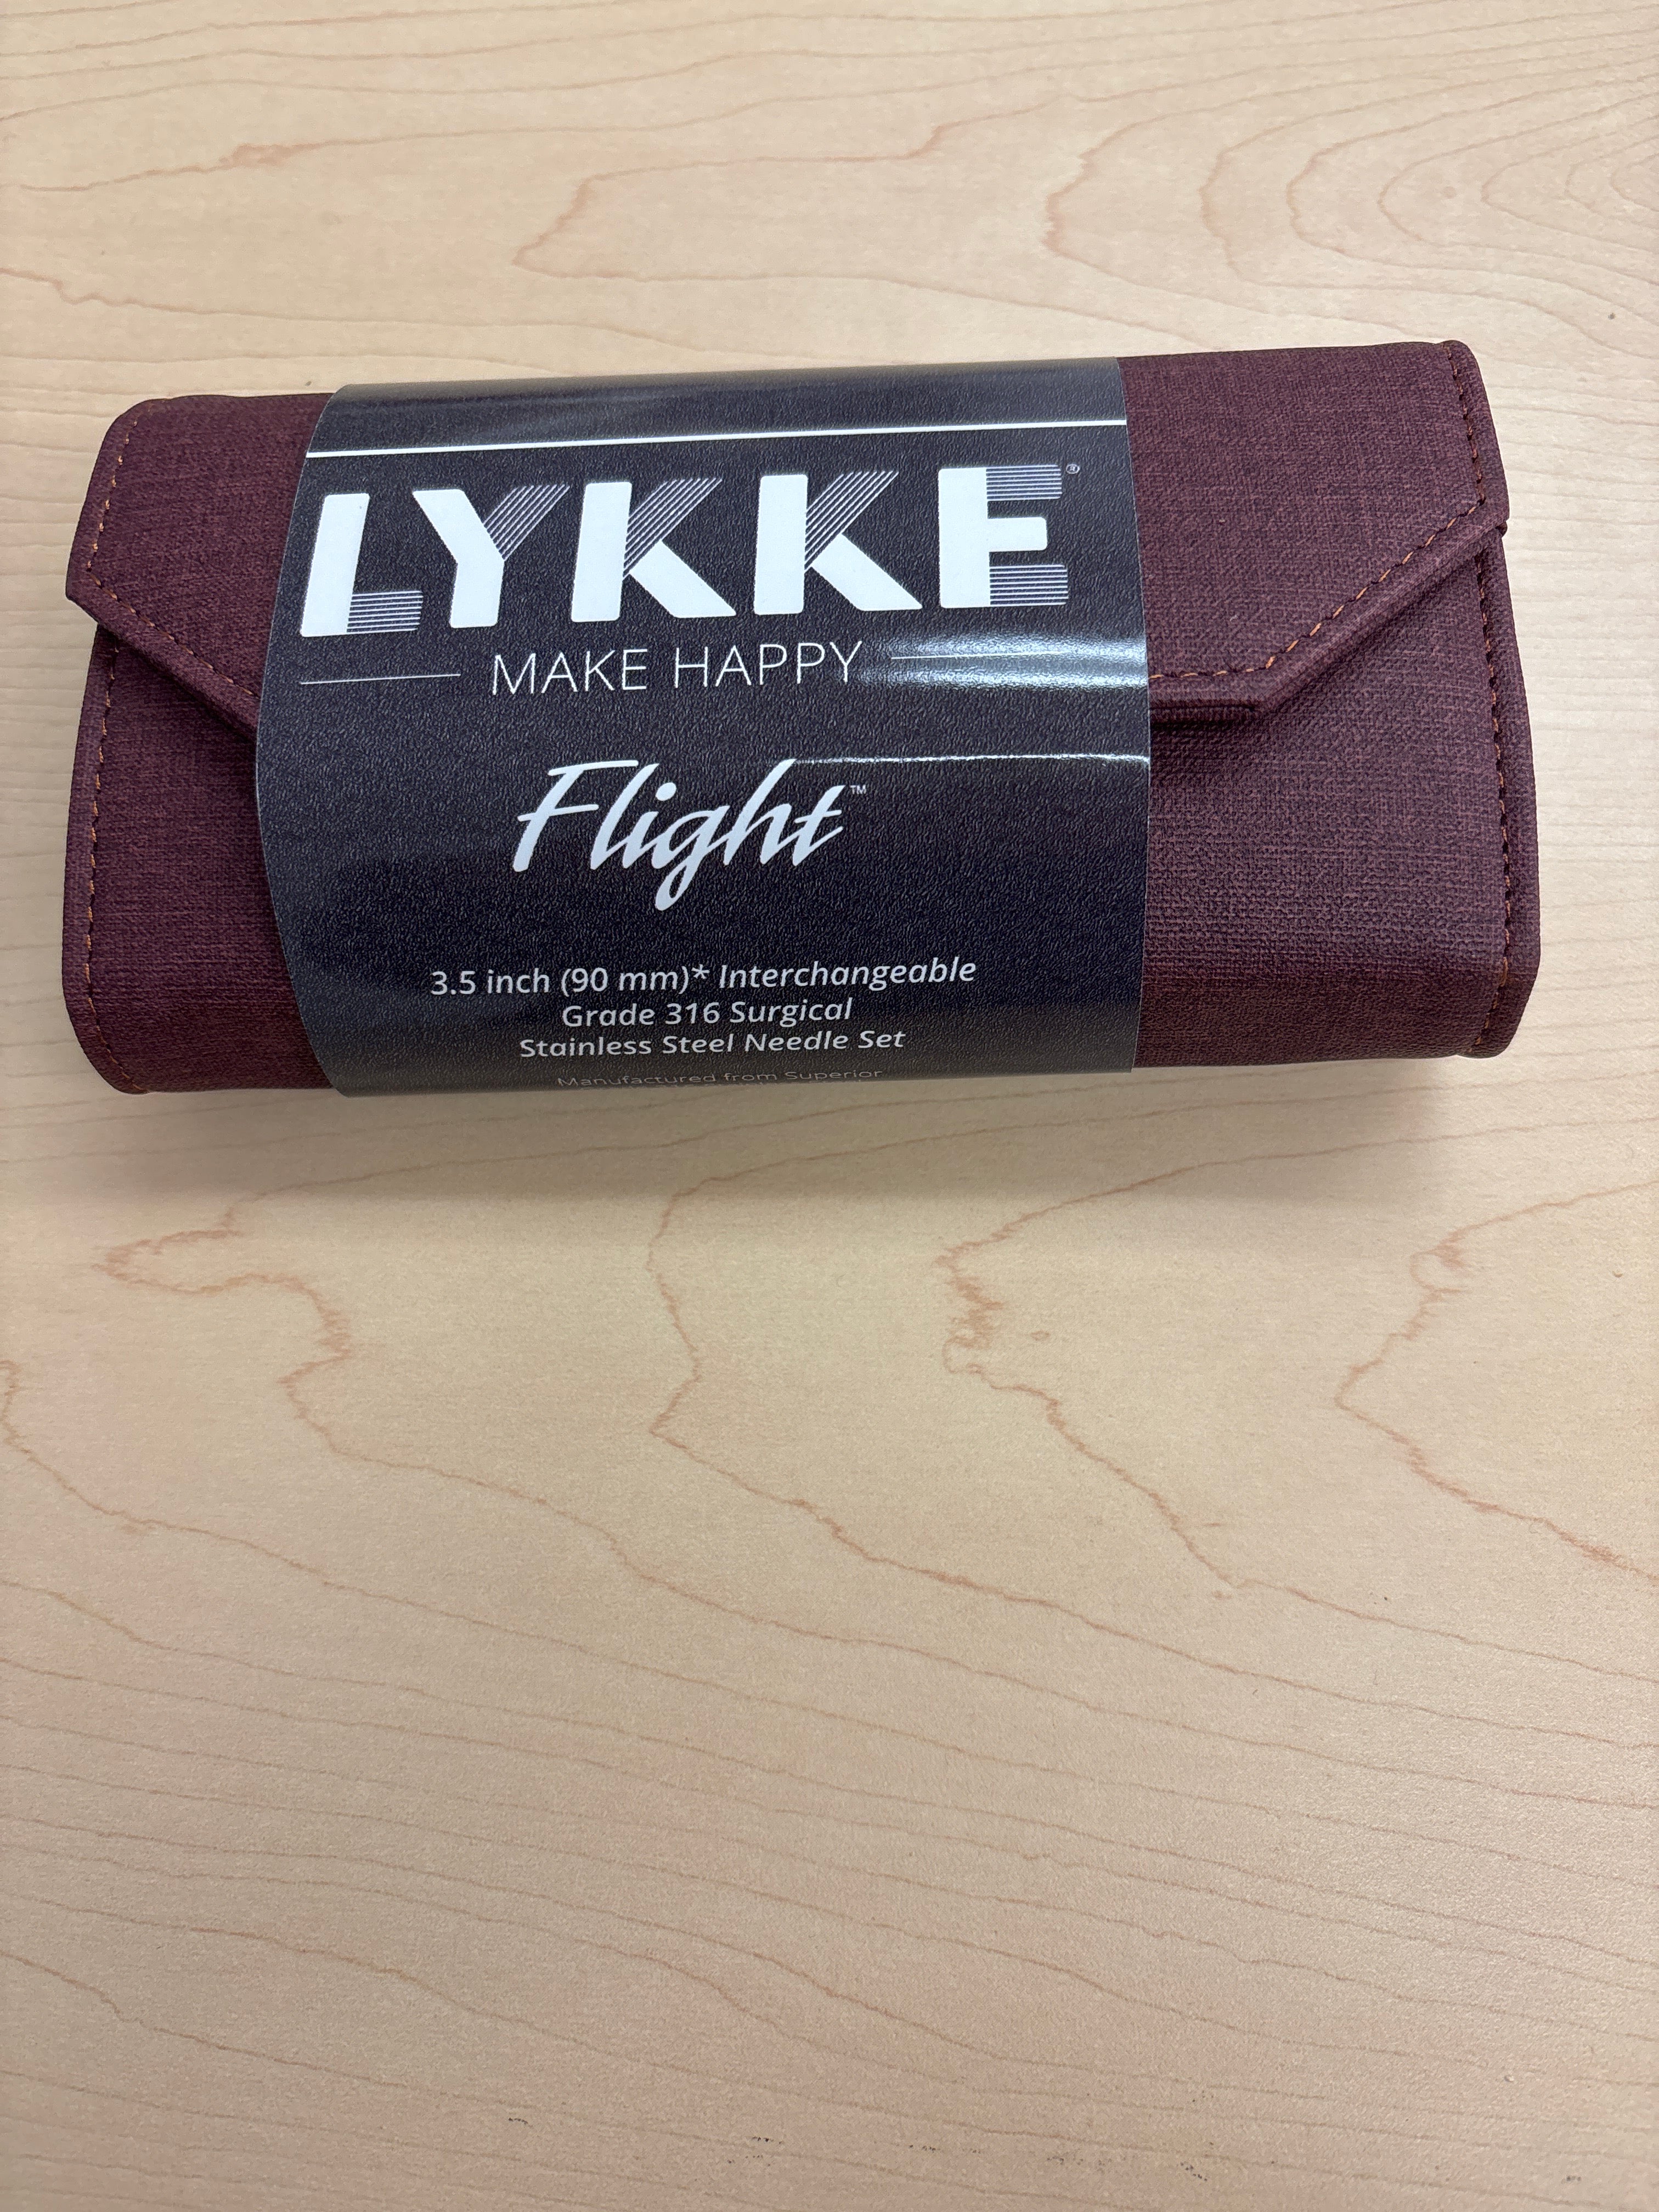 LYKKE®
MAKE HAPPY
Flight™
3.5 inch (90 mm)* Interchangeable
Grade 316 Surgical
Stainless Steel Needle Set
Manufactured from Superior